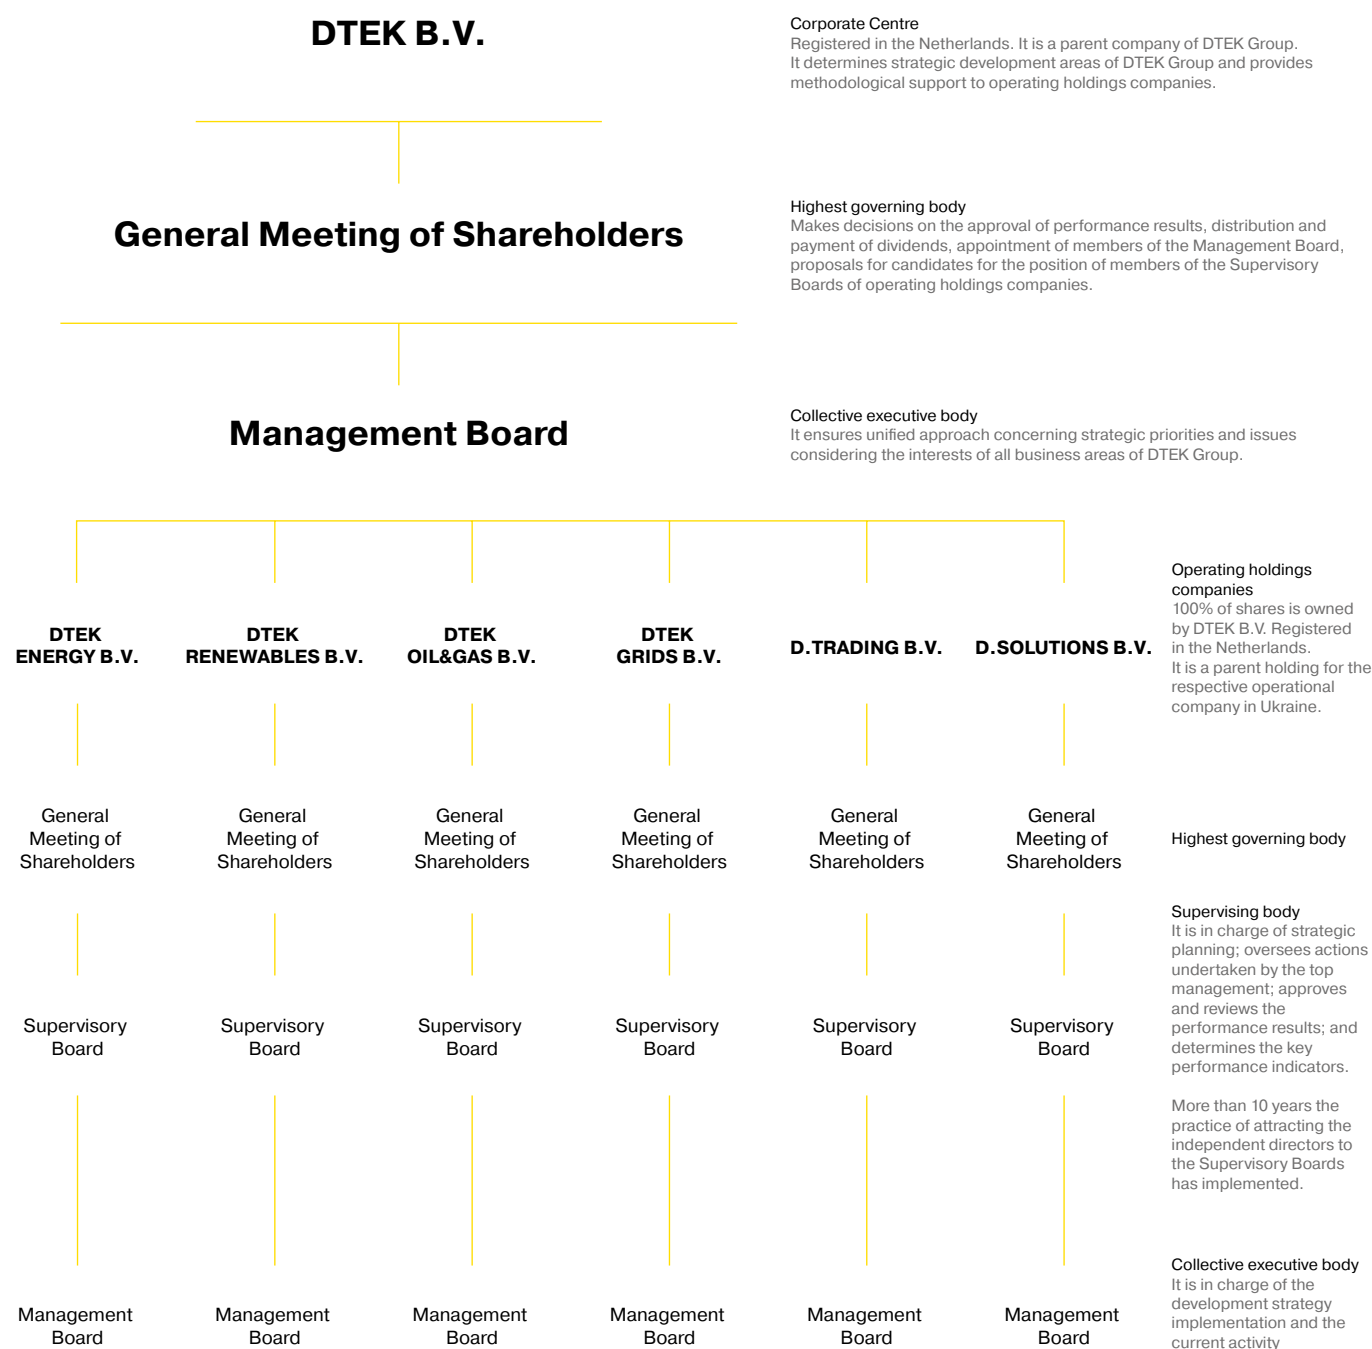 DTEK B.V.
Corporate Centre
Registered in the Netherlands. It is a parent company of DTEK Group.
It determines strategic development areas of DTEK Group and provides
methodological support to operating holdings companies.
General Meeting of Shareholders
Highest governing body
Makes decisions on the approval of performance results, distribution and
payment of dividends, appointment of members of the Management Board,
proposals for candidates for the position of members of the Supervisory
Boards of operating holdings companies.
Management Board
Collective executive body
It ensures unified approach concerning strategic priorities and issues
considering the interests of all business areas of DTEK Group.
DTEK
ENERGY B.V.
DTEK
RENEWABLES B.V.
DTEK
OIL&GAS B.V.
DTEK
GRIDS B.V.
D.TRADING B.V.
D.SOLUTIONS B.V.
Operating holdings
companies
100% of shares is owned
by DTEK B.V. Registered
in the Netherlands.
It is a parent holding for the
respective operational
company in Ukraine.
General
Meeting of
Shareholders
General
Meeting of
Shareholders
General
Meeting of
Shareholders
General
Meeting of
Shareholders
General
Meeting of
Shareholders
General
Meeting of
Shareholders
Highest governing body
Supervisory
Board
Supervisory
Board
Supervisory
Board
Supervisory
Board
Supervisory
Board
Supervisory
Board
Supervising body
It is in charge of strategic
planning; oversees actions
undertaken by the top
management; approves
and reviews the
performance results; and
determines the key
performance indicators.
More than 10 years the
practice of attracting the
independent directors to
the Supervisory Boards
has implemented.
Management
Board
Management
Board
Management
Board
Management
Board
Management
Board
Management
Board
Collective executive body
It is in charge of the
development strategy
implementation and the
current activity